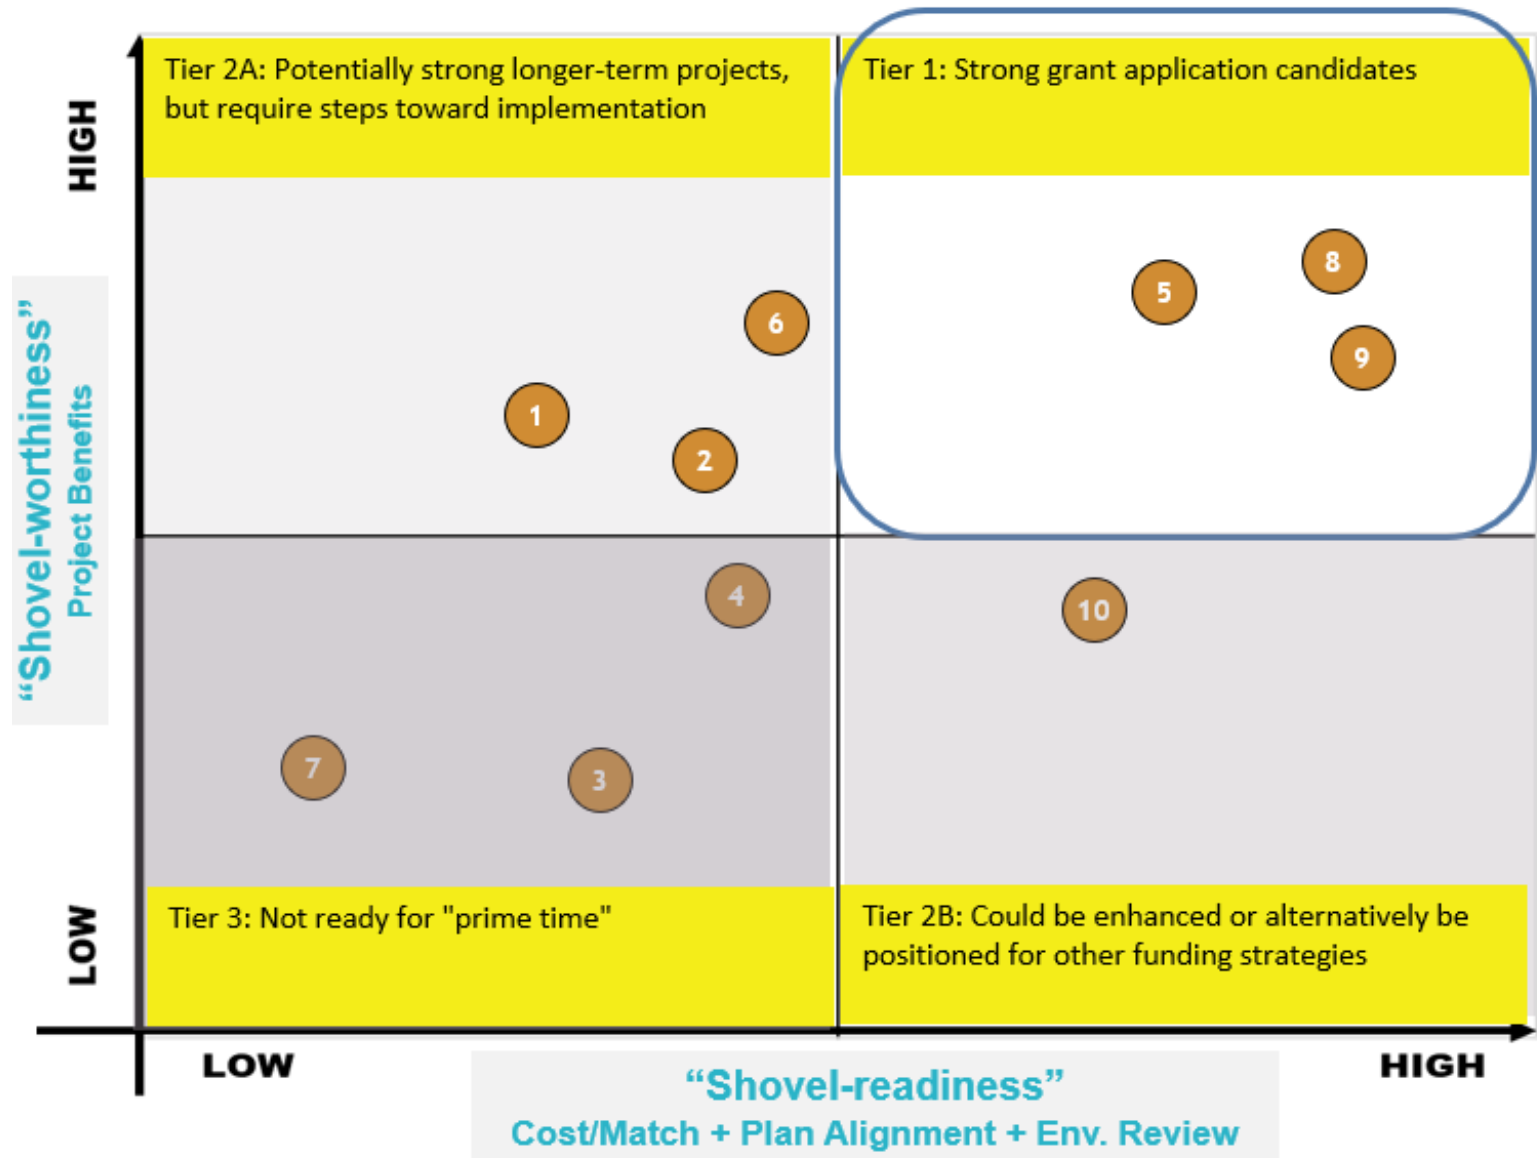 Tier 2A: Potentially strong longer-term projects,
but require steps toward implementation
Tier 1: Strong grant application candidates
HIGH
“Shovel-worthiness”
Project Benefits
LOW
8
5
6
9
1
2
4
10
7
3
Tier 3: Not ready for "prime time"
Tier 2B: Could be enhanced or alternatively be
positioned for other funding strategies
LOW
HIGH
“Shovel-readiness”
Cost/Match + Plan Alignment + Env. Review